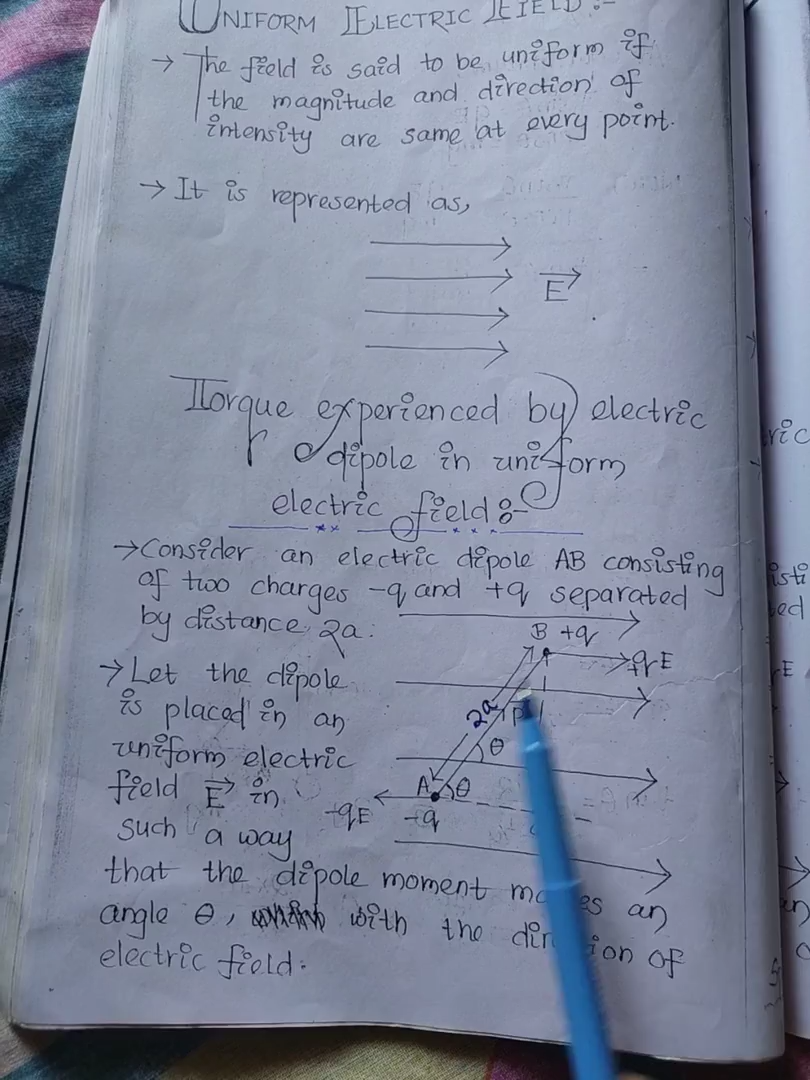 UNIFORM ELECTRIC FIELD:-
→ The field is said to be uniform if
the magnitude and direction of
intensity are same at every point.
→ It is represented as,
E
Torque experienced by electric
dipole in uniform
electric field:-
→ Consider an electric dipole AB consisting
of two charges -q and +q separated
by distance 2a.
B +q
+qE
→ Let the dipole
is placed in an
uniform electric
field E in
such a way
2a
P
θ
A θ
-qE -q
that the dipole moment an
angle θ, with the of
electric field.
ric
E